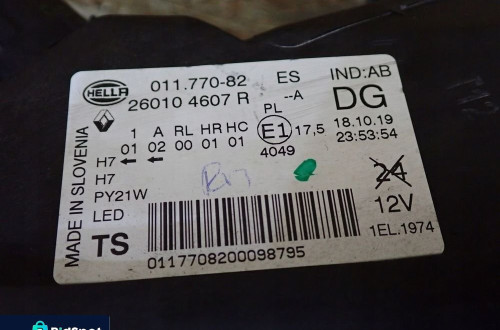 HELLA 011.770-82 ES IND:AB
26010 4607 R --A DG
PL
1 A RL HR HC E1 17,5 18.10.19
01 02 00 01 01 4049 23:53:54
H7
H7
PY21W 24
LED 12V
TS 1EL.1974
0117708200098795
MADE IN SLOVENIA
BidSpot